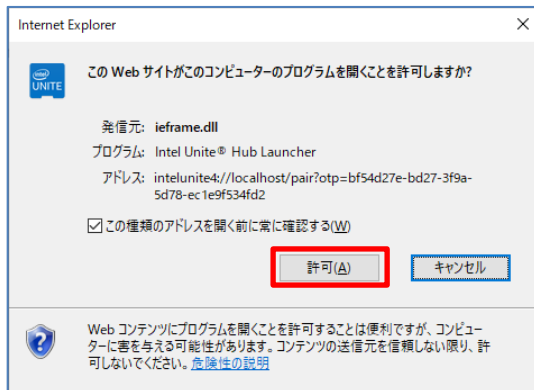 Internet Explorer
この Web サイトがこのコンピューターのプログラムを開くことを許可しますか?
intel
UNITE
発信元: ieframe.dll
プログラム: Intel Unite® Hub Launcher
アドレス: intelunite4://localhost/pair?otp=bf54d27e-bd27-3f9a-
5d78-ec1e9f534fd2
この種類のアドレスを開く前に常に確認する(W)
許可(A)
キャンセル
Web コンテンツにプログラムを開くことを許可することは便利ですが、コンピュー
ターに害を与える可能性があります。コンテンツの送信元を信頼しない限り、許
可しないでください。危険性の説明